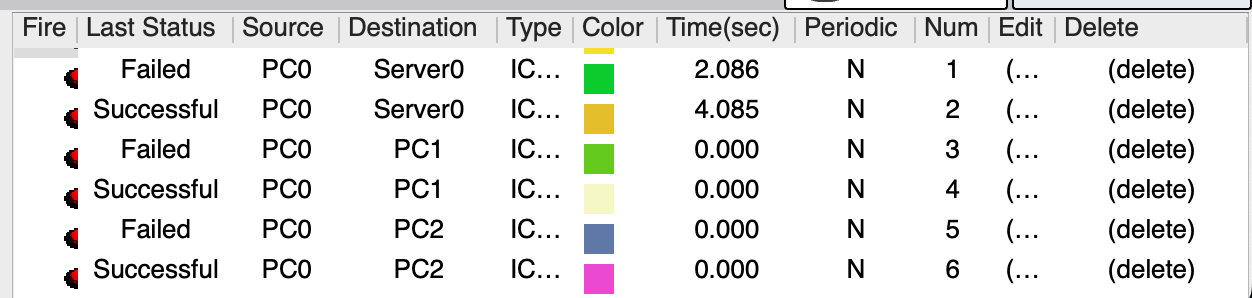 Fire Last Status Source Destination Type Color Time(sec) Periodic Num Edit Delete
Failed PC0 Server0 IC... 2.086 N 1 (... (delete)
Successful PC0 Server0 IC... 4.085 N 2 (... (delete)
Failed PC0 PC1 IC... 0.000 N 3 (... (delete)
Successful PC0 PC1 IC... 0.000 N 4 (... (delete)
Failed PC0 PC2 IC... 0.000 N 5 (... (delete)
Successful PC0 PC2 IC... 0.000 N 6 (... (delete)